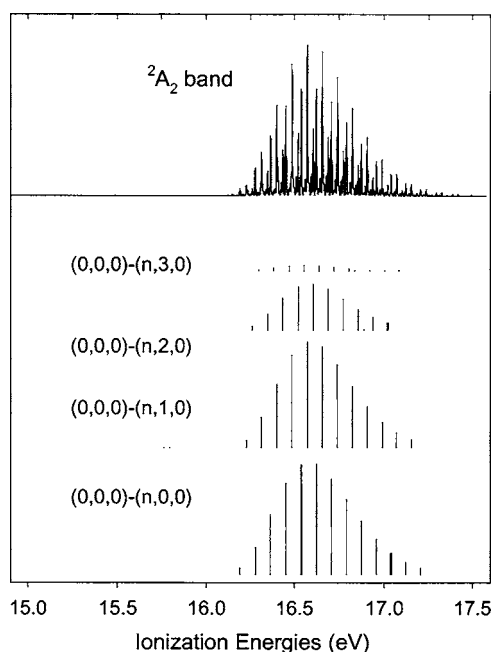 ²A₂ band
(0,0,0)-(n,3,0)
(0,0,0)-(n,2,0)
(0,0,0)-(n,1,0)
(0,0,0)-(n,0,0)
15.0 15.5 16.0 16.5 17.0 17.5
Ionization Energies (eV)